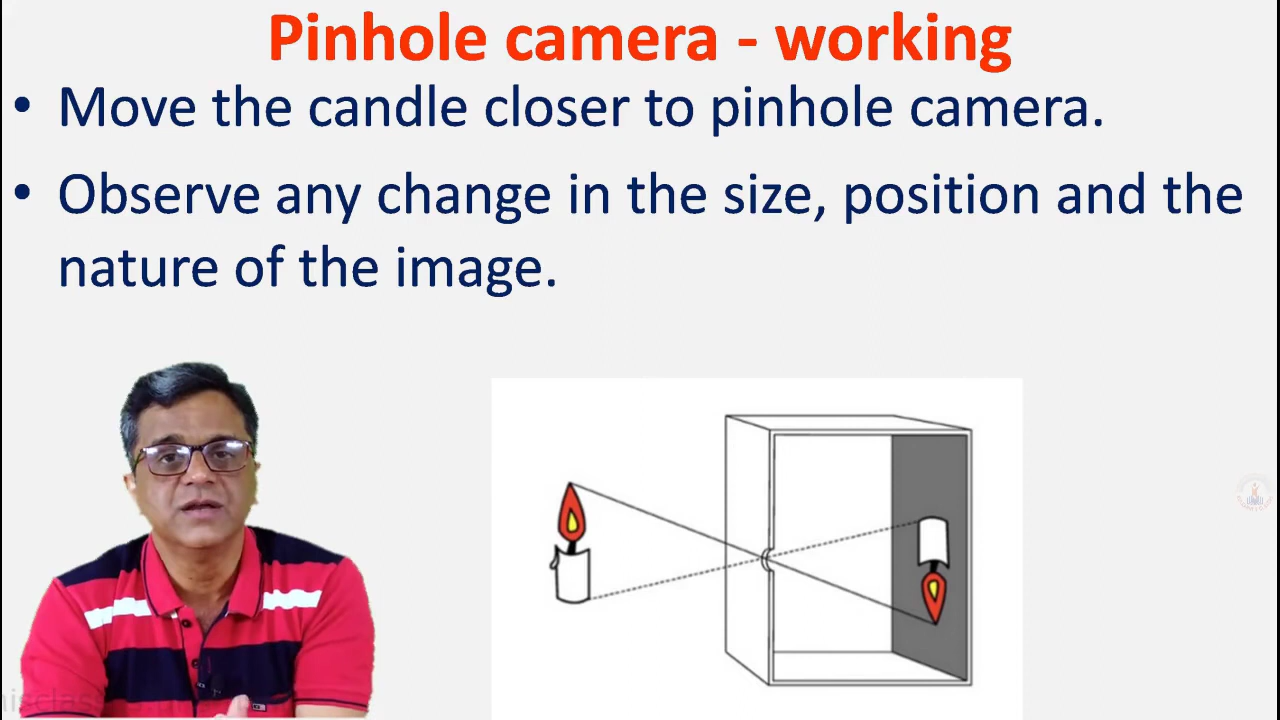 Pinhole camera - working
• Move the candle closer to pinhole camera.
• Observe any change in the size, position and the
nature of the image.